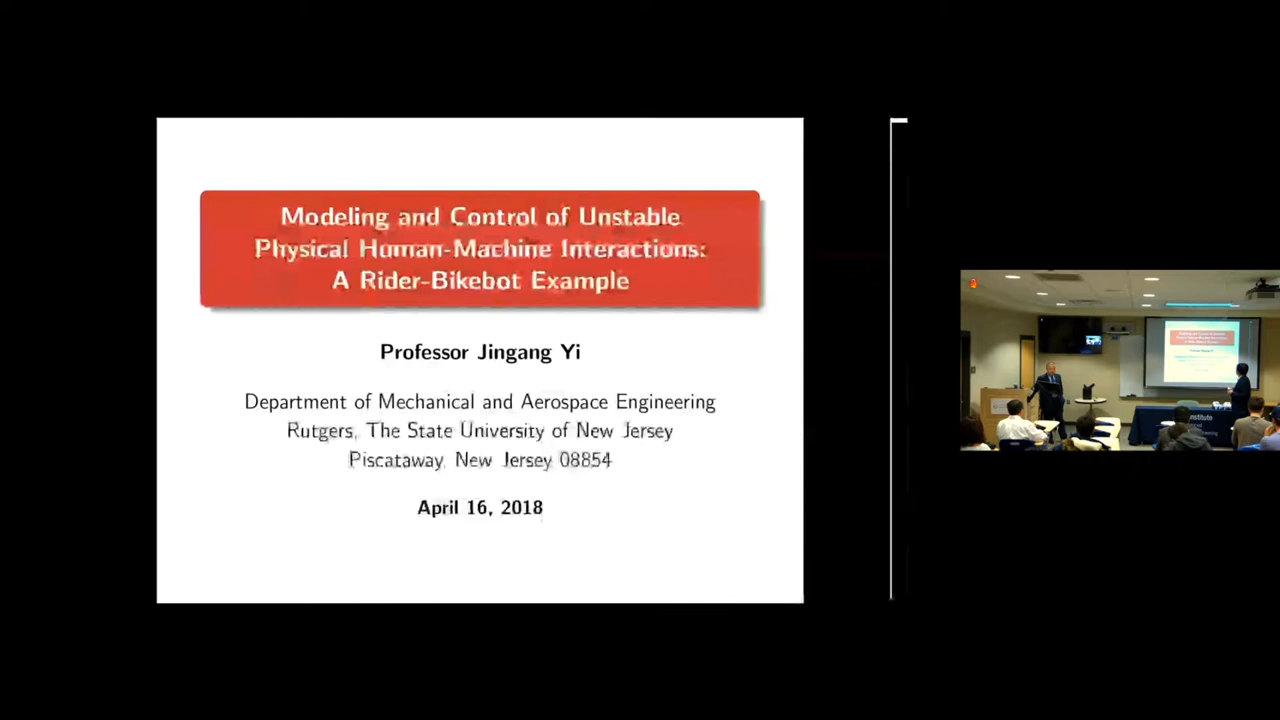 Modeling and Control of Unstable
Physical Human-Machine Interactions:
A Rider-Bikebot Example
Professor Jingang Yi
Department of Mechanical and Aerospace Engineering
Rutgers, The State University of New Jersey
Piscataway, New Jersey 08854
April 16, 2018
stitute